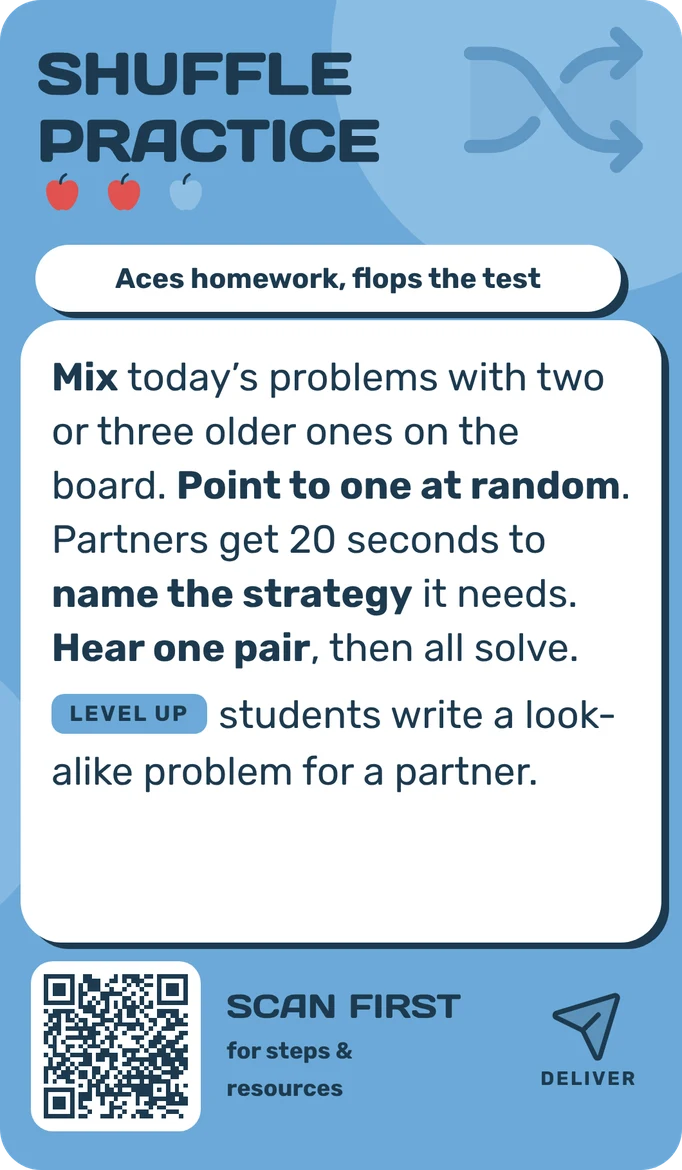 SHUFFLE
PRACTICE
Aces homework, flops the test
Mix today’s problems with two
or three older ones on the
board. Point to one at random.
Partners get 20 seconds to
name the strategy it needs.
Hear one pair, then all solve.
LEVEL UP students write a look-
alike problem for a partner.
SCAN FIRST
for steps &
resources
DELIVER